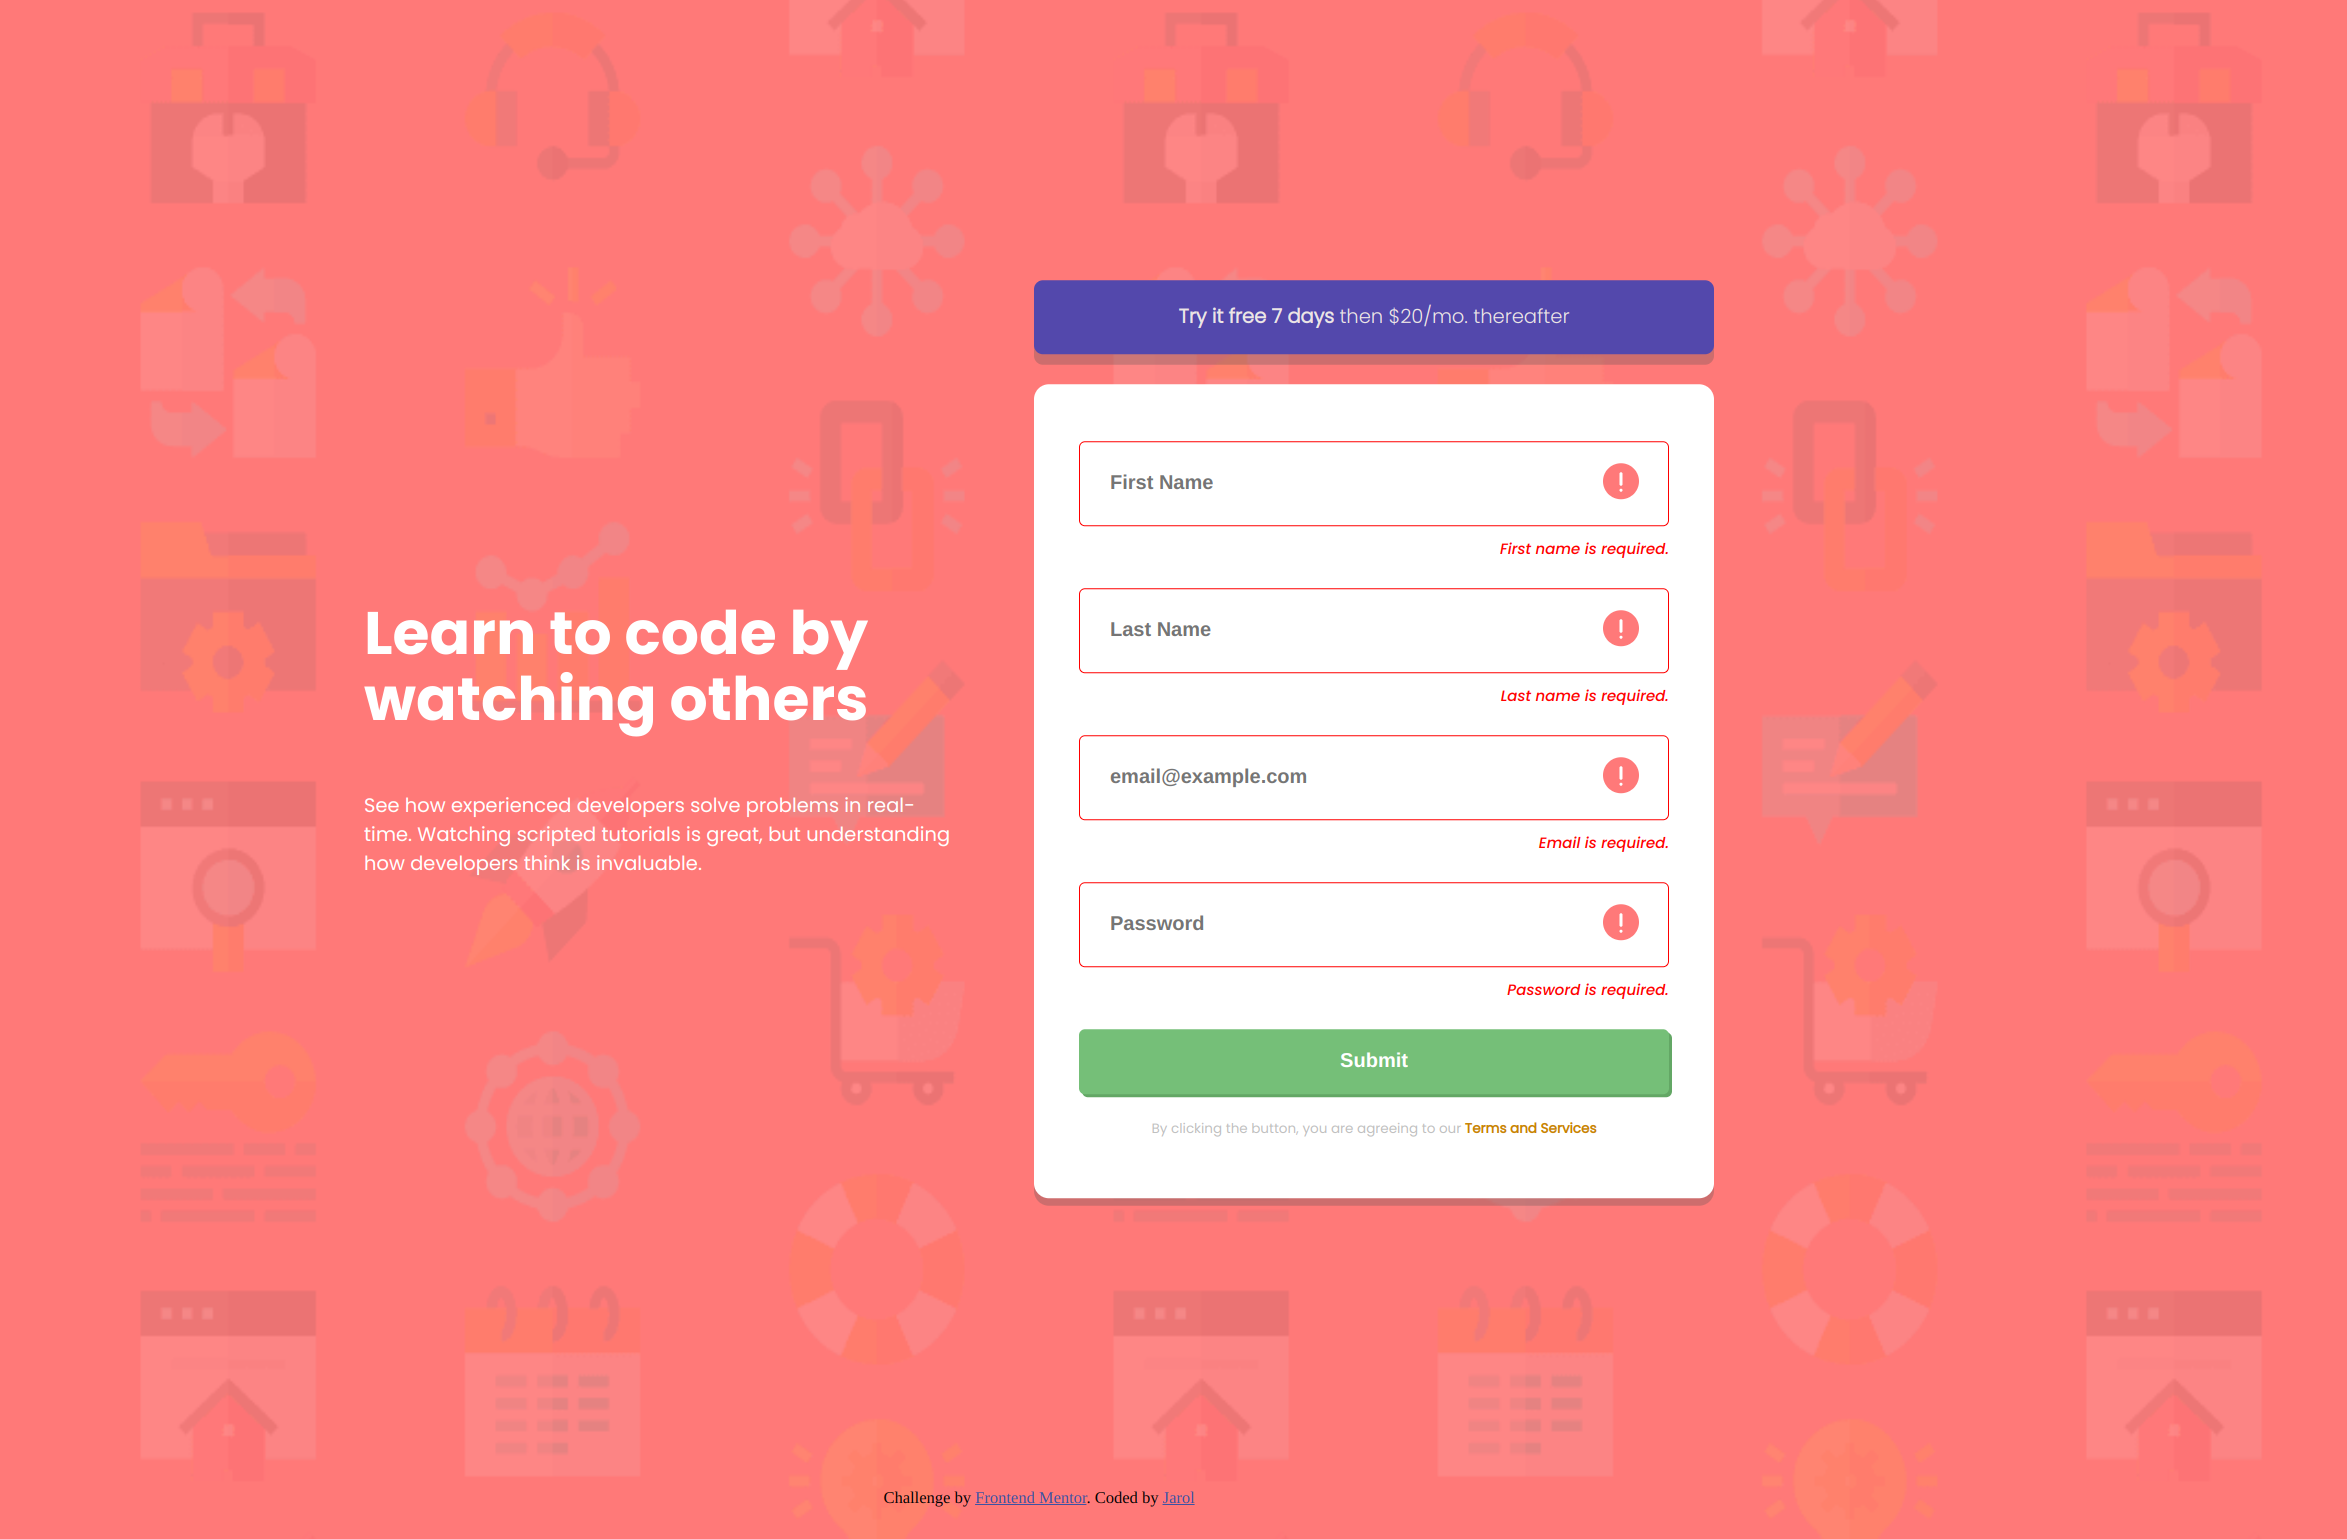 Learn to code by
watching others
See how experienced developers solve problems in real-
time. Watching scripted tutorials is great, but understanding
how developers think is invaluable.
Try it free 7 days then $20/mo. thereafter
First Name
First name is required.
Last Name
Last name is required.
email@example.com
Email is required.
Password
Password is required.
Submit
By clicking the button, you are agreeing to our Terms and Services
Challenge by Frontend Mentor. Coded by Jarol